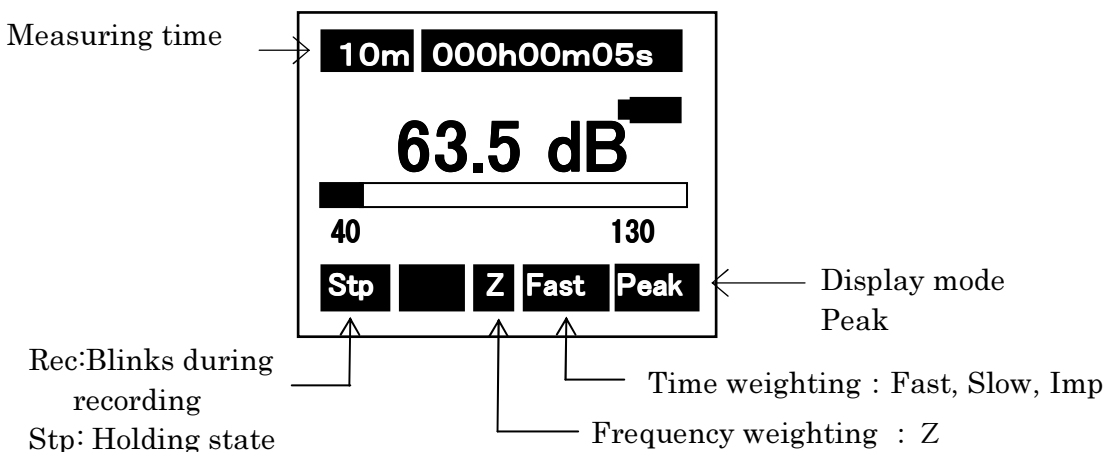 Measuring time
10m 000h00m05s
63.5 dB
40 130
Stp Z Fast Peak
Display mode
Peak
Rec:Blinks during
recording
Stp: Holding state
Time weighting : Fast, Slow, Imp
Frequency weighting : Z